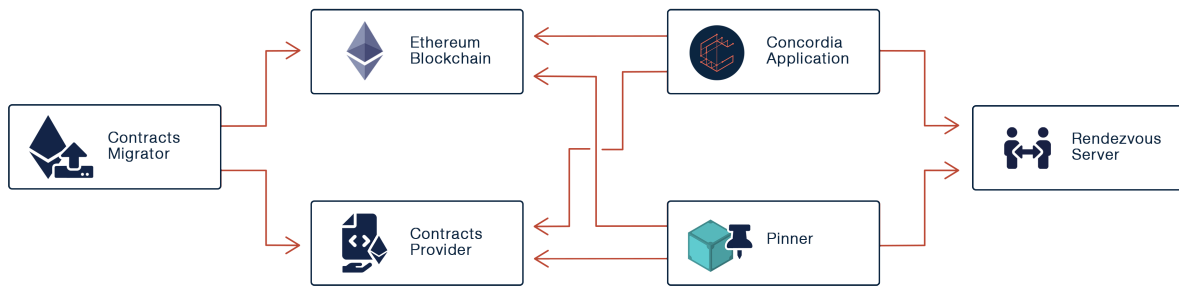 Ethereum
Blockchain
Concordia
Application
Contracts
Migrator
Rendezvous
Server
Contracts
Provider
Pinner